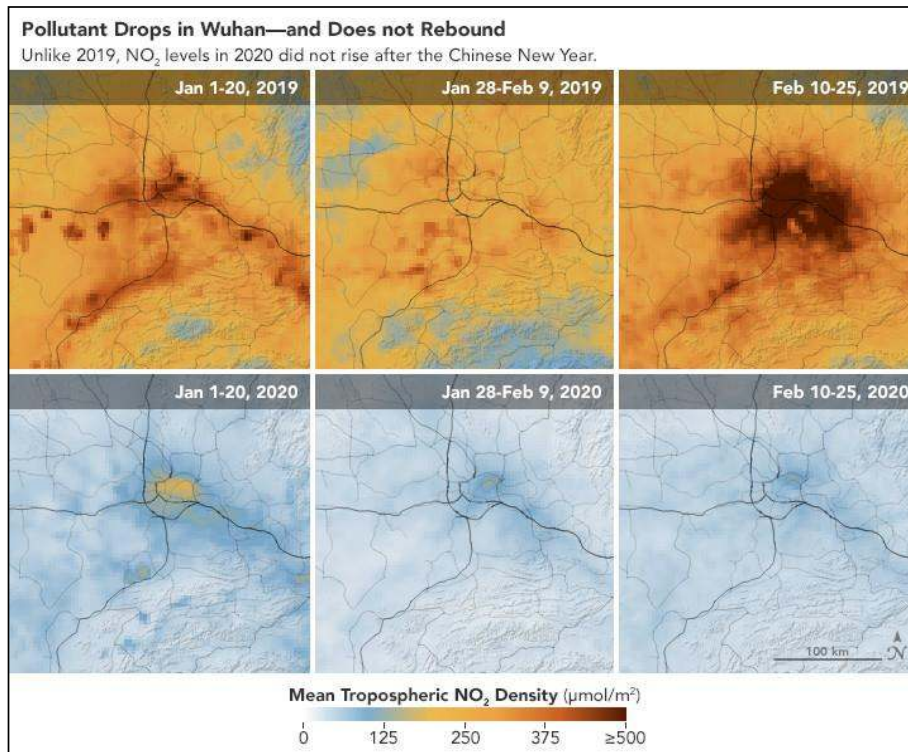 Pollutant Drops in Wuhan—and Does not Rebound
Unlike 2019, NO₂ levels in 2020 did not rise after the Chinese New Year.
Jan 1-20, 2019
Jan 28-Feb 9, 2019
Feb 10-25, 2019
Jan 1-20, 2020
Jan 28-Feb 9, 2020
Feb 10-25, 2020
100 km
N
Mean Tropospheric NO₂ Density (µmol/m²)
0 125 250 375 ≥500